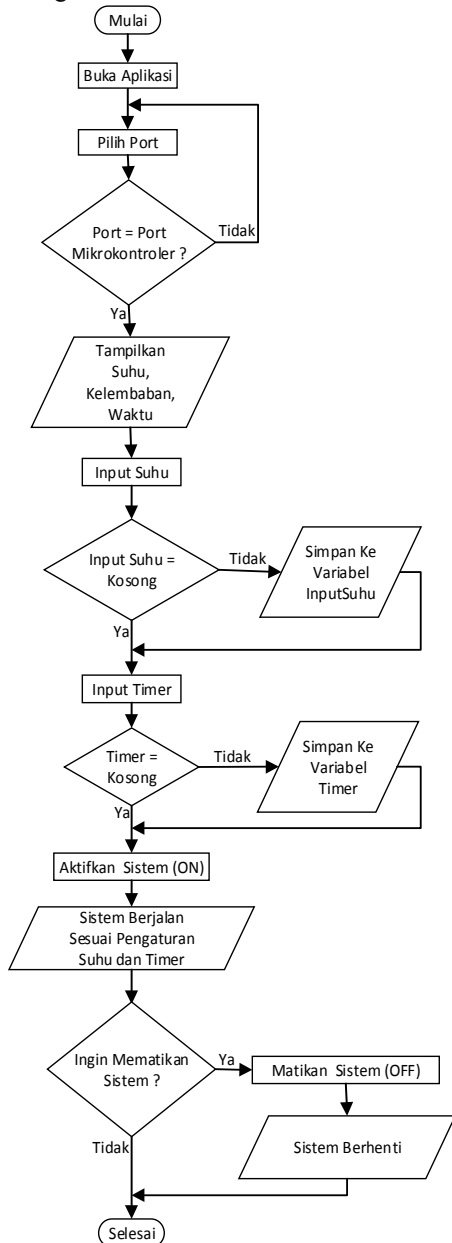 Mulai
Buka Aplikasi
Pilih Port
Port = Port
Mikrokontroler ?
Tidak
Ya
Tampilkan
Suhu,
Kelembaban,
Waktu
Input Suhu
Input Suhu =
Kosong
Tidak
Simpan Ke
Variabel
InputSuhu
Ya
Input Timer
Timer =
Kosong
Tidak
Simpan Ke
Variabel
Timer
Ya
Aktifkan Sistem (ON)
Sistem Berjalan
Sesuai Pengaturan
Suhu dan Timer
Ingin Mematikan
Sistem ?
Ya
Matikan Sistem (OFF)
Sistem Berhenti
Tidak
Selesai